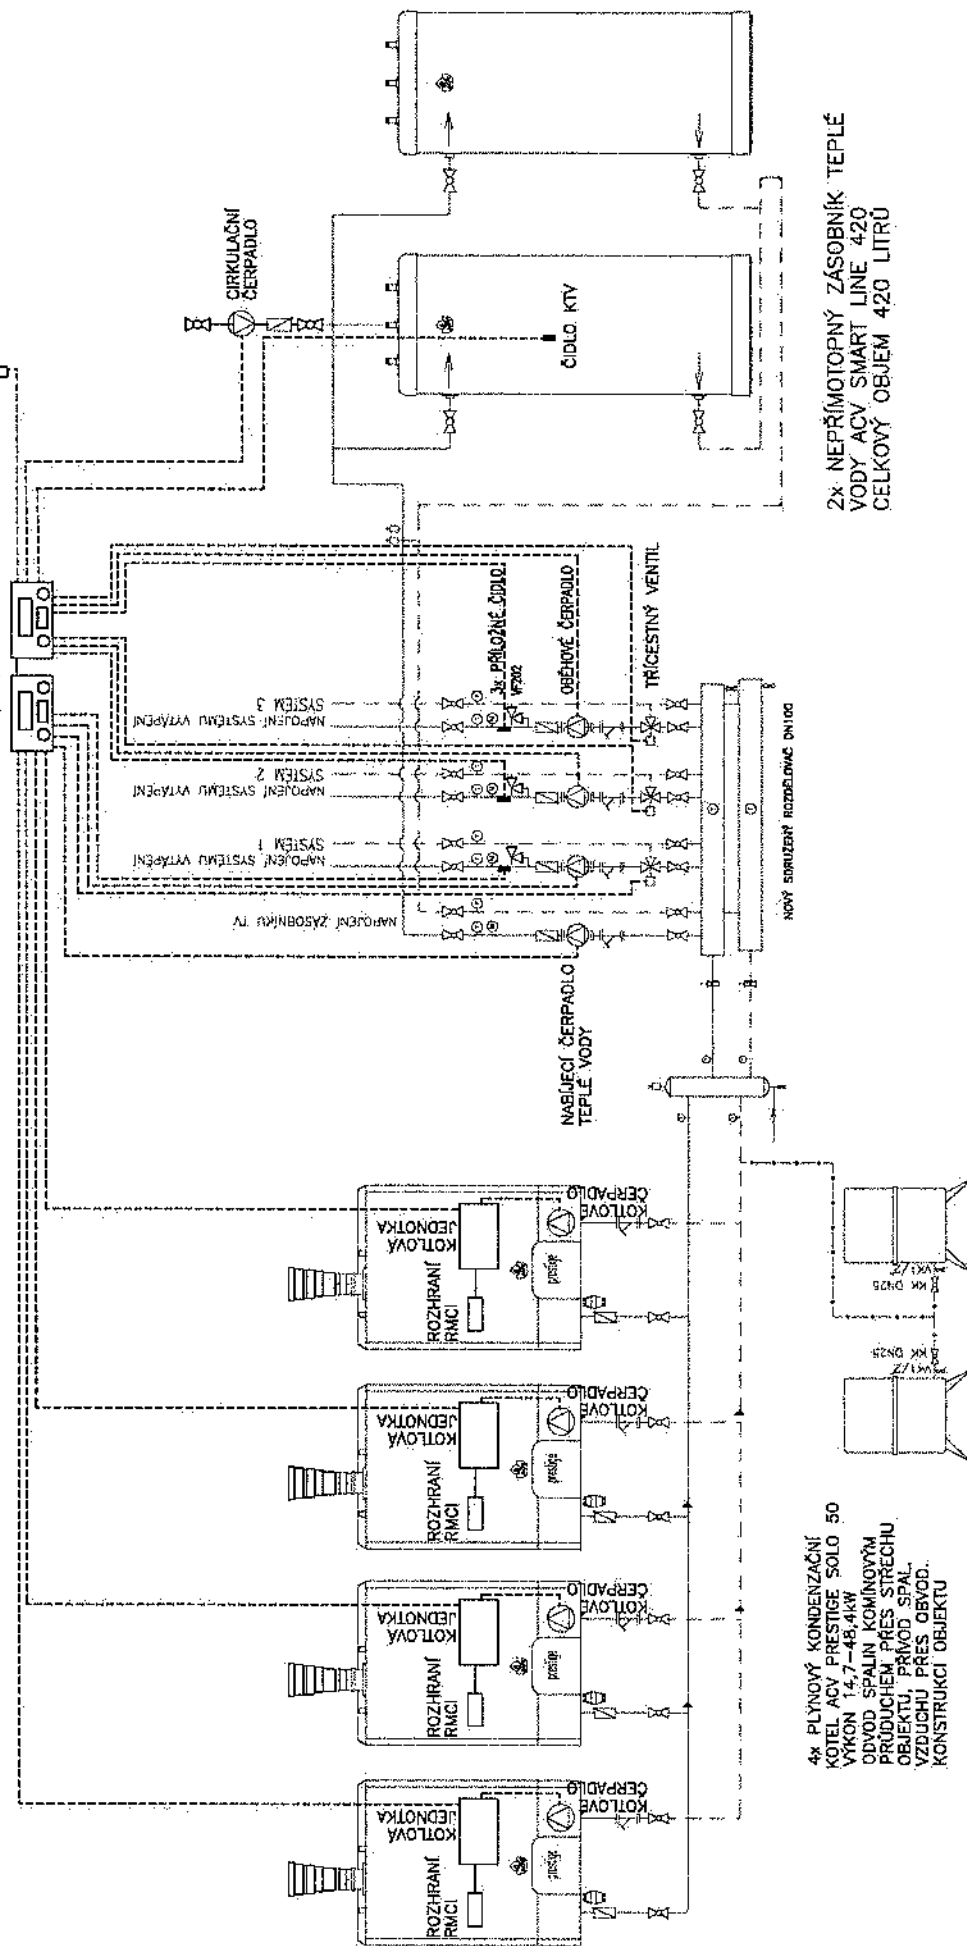 CIRKULAČNÍ
ČERPADLO
ČIDLO KTV
2x NEPŘÍMOTOPNÝ ZÁSOBNÍK TEPLÉ
VODY ACV SMART LINE 420
CELKOVÝ OBJEM 420 LITRŮ
3x PŘÍLOŽNÉ ČIDLO
VF202
OBĚHOVÉ ČERPADLO
TŘÍCESTNÝ VENTIL
NAPOJENÍ SYSTÉMU VYTÁPĚNÍ
SYSTÉM 3
NAPOJENÍ SYSTÉMU VYTÁPĚNÍ
SYSTÉM 2
NAPOJENÍ SYSTÉMU VYTÁPĚNÍ
SYSTÉM 1
NAPOJENÍ ZÁSOBNÍKU TV
NOVÝ SDRUŽENÝ ROZDĚLOVAČ DN100
NABÍJECÍ ČERPADLO
TEPLÉ VODY
KOTLOVÁ
JEDNOTKA
ROZHRANÍ
RMCI
KOTLOVÉ
ČERPADLO
prestige
KOTLOVÁ
JEDNOTKA
ROZHRANÍ
RMCI
KOTLOVÉ
ČERPADLO
prestige
KOTLOVÁ
JEDNOTKA
ROZHRANÍ
RMCI
KOTLOVÉ
ČERPADLO
prestige
KOTLOVÁ
JEDNOTKA
ROZHRANÍ
RMCI
KOTLOVÉ
ČERPADLO
prestige
KK DN25
KK DN25
4x PLYNOVÝ KONDENZAČNÍ
KOTEL ACV PRESTIGE SOLO 50
VÝKON 14,7-48,4kW
ODVOD SPALIN KOMÍNOVÝM
PRŮDUCHEM PŘES STŘECHU
OBJEKTU, PŘÍVOD SPAL.
VZDUCHU PŘES OBVOD.
KONSTRUKCI OBJEKTU